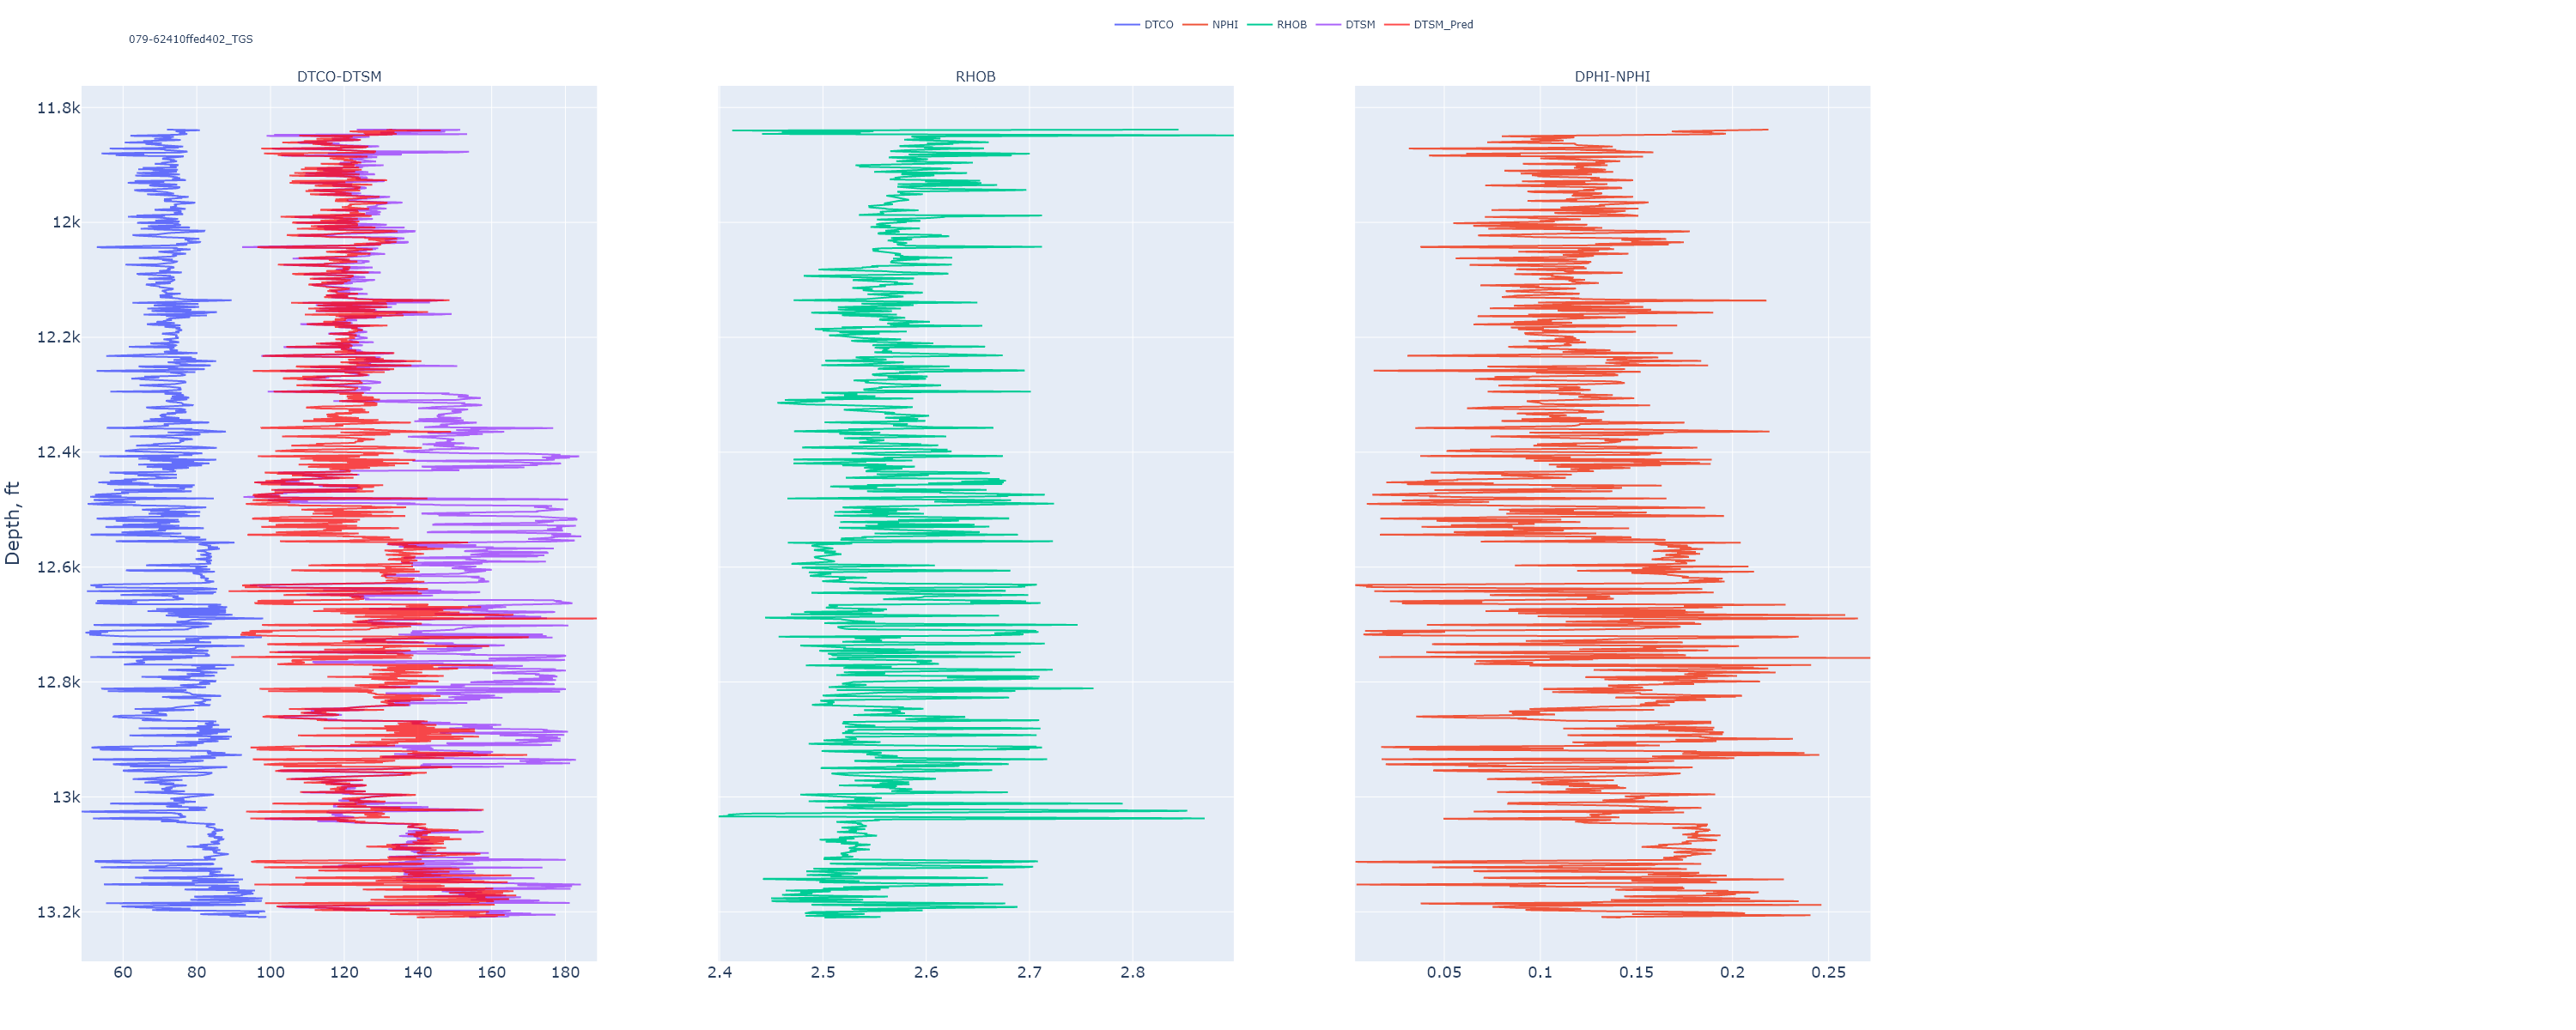 DTCO NPHI RHOB DTSM DTSM_Pred
079-62410ffed402_TGS
DTCO-DTSM RHOB DPHI-NPHI
Depth, ft
11.8k
12k
12.2k
12.4k
12.6k
12.8k
13k
13.2k
60 80 100 120 140 160 180
2.4 2.5 2.6 2.7 2.8
0.05 0.1 0.15 0.2 0.25